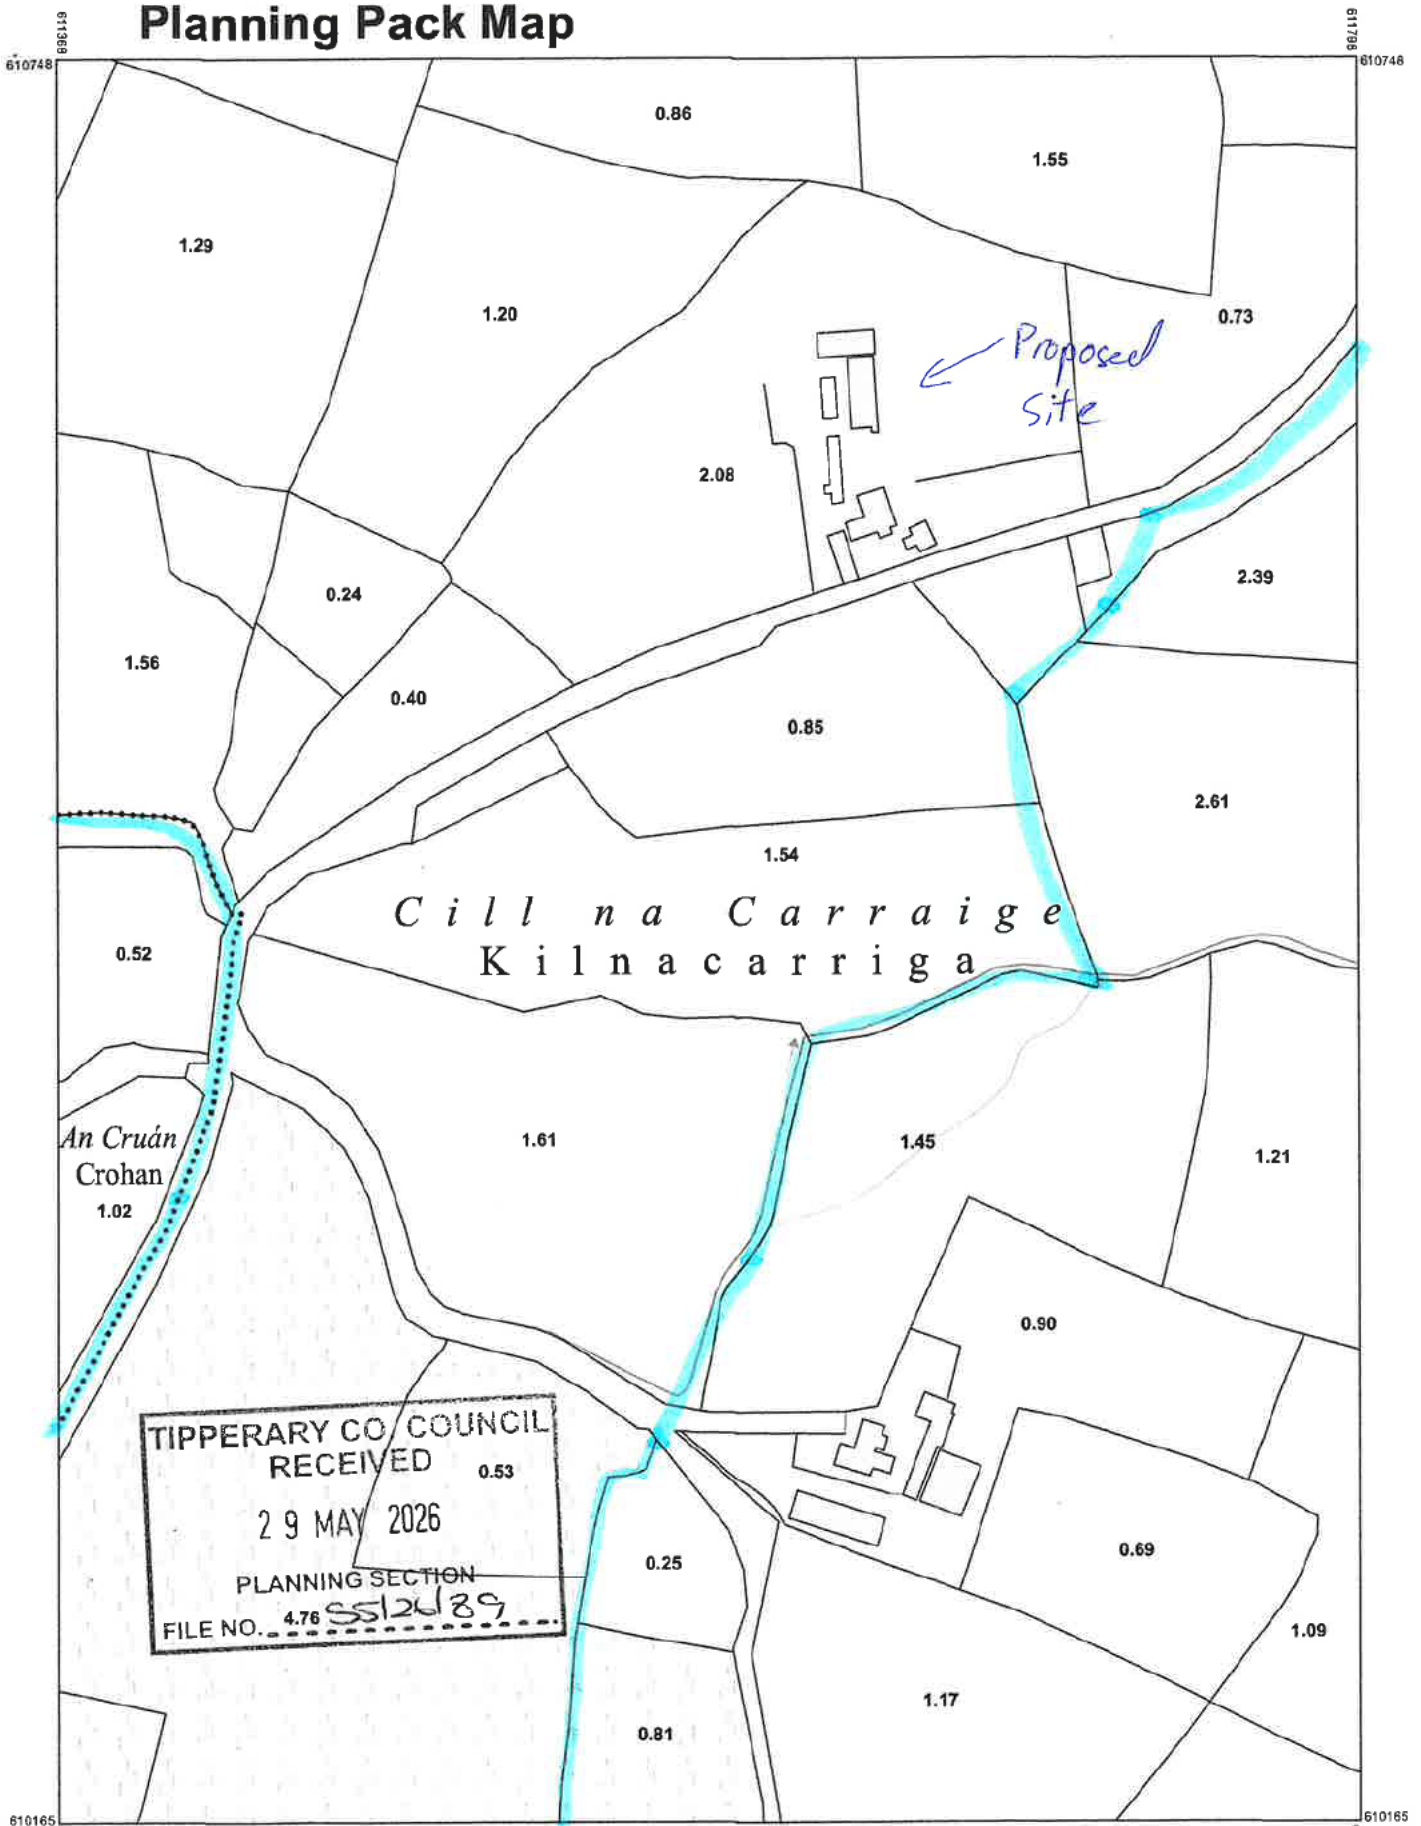 Planning Pack Map
611368
611798
610748
610748
0.86
1.55
1.29
1.20
0.73
Proposed
Site
2.08
2.39
0.24
1.56
0.40
0.85
2.61
1.54
Cill na Carraige
Kilnacarriga
0.52
An Cruán
Crohan
1.02
1.61
1.45
1.21
0.90
TIPPERARY CO. COUNCIL
RECEIVED
0.53
29 MAY 2026
PLANNING SECTION
FILE NO. 4.76 SS/26/89
0.25
0.69
1.09
1.17
0.81
610165
610165